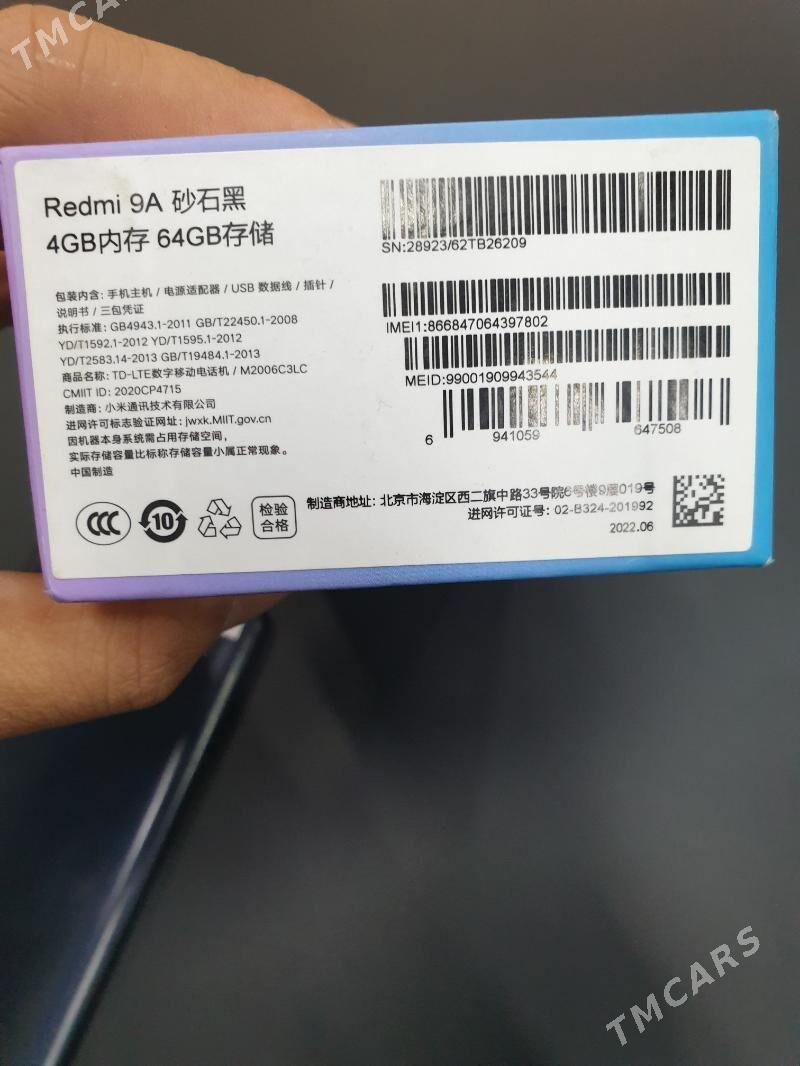 TMCARS
Redmi 9A 砂石黑
4GB内存 64GB存储
包装内含: 手机主机 / 电源适配器 / USB 数据线 / 插针 /
说明书 / 三包凭证
执行标准: GB4943.1-2011 GB/T22450.1-2008
YD/T1592.1-2012 YD/T1595.1-2012
YD/T2583.14-2013 GB/T19484.1-2013
商品名称: TD-LTE数字移动电话机 / M2006C3LC
CMIIT ID: 2020CP4715
制造商: 小米通讯技术有限公司
进网许可标志验证网址: jwxk.MIIT.gov.cn
因机器本身系统需占用存储空间，
实际存储容量比标称存储容量小属正常现象。
中国制造
SN:28923/62TB26209
IMEI1:866847064397802
MEID:99001909943544
6 941059 647508
CCC
10
检验
合格
制造商地址: 北京市海淀区西二旗中路33号院6号楼9层019号
进网许可证号: 02-B324-201992
2022.06
TMCARS